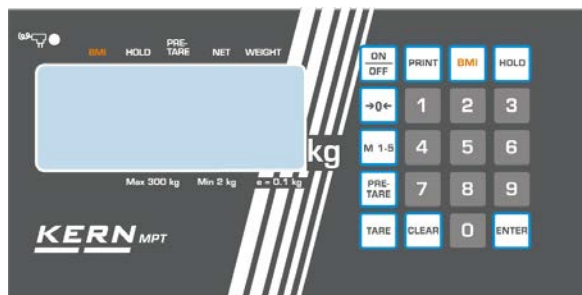 BMI HOLD PRE-TARE NET WEIGHT
kg
Max 300 kg Min 2 kg e = 0.1 kg
KERN MPT
ON OFF PRINT BMI HOLD
→0← 1 2 3
M 1-5 4 5 6
PRE-TARE 7 8 9
TARE CLEAR 0 ENTER